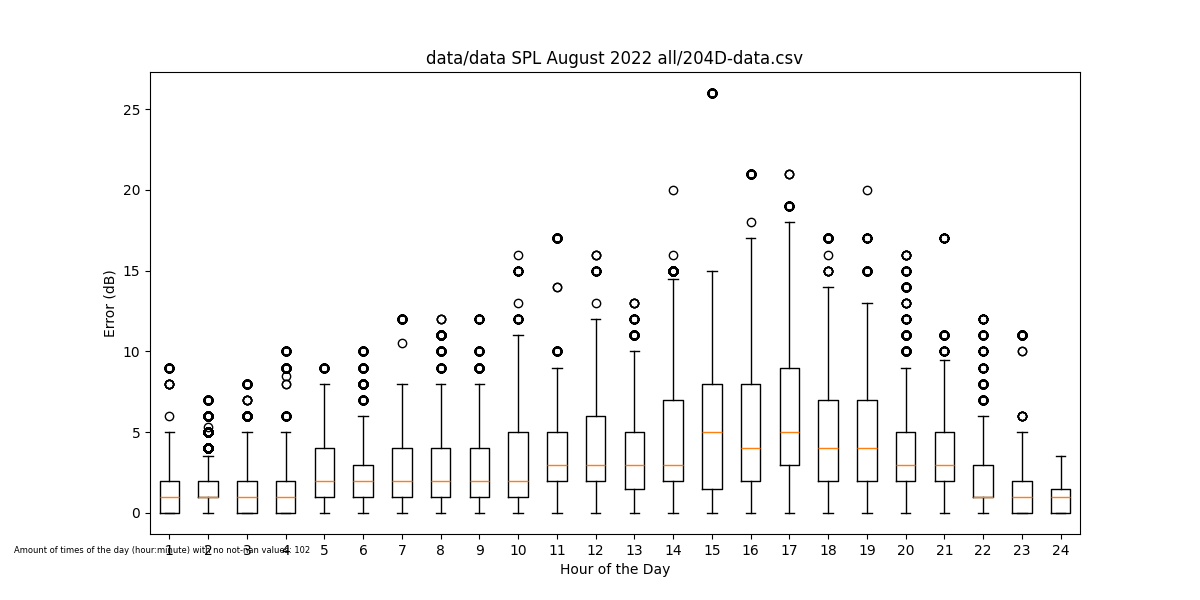 data/data SPL August 2022 all/204D-data.csv
25
20
15
10
5
0
Error (dB)
1 2 3 4 5 6 7 8 9 10 11 12 13 14 15 16 17 18 19 20 21 22 23 24
Amount of times of the day (hour:minute) with no not-nan values: 102
Hour of the Day